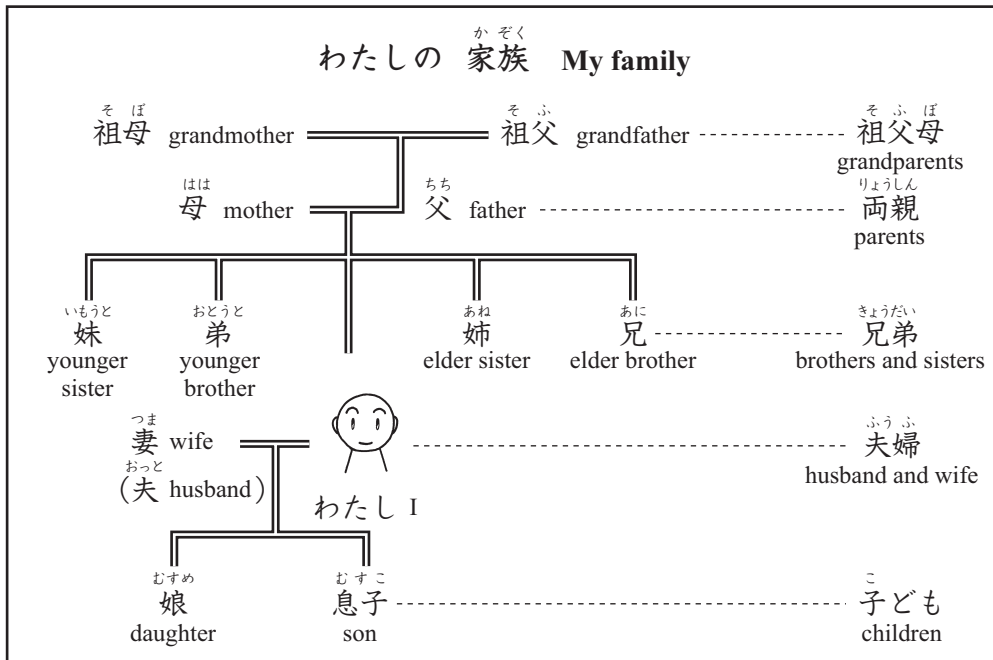 かぞく
わたしの 家族 My family
そぼ そふ そふぼ
祖母 grandmother 祖父 grandfather 祖父母
grandparents
はは ちち りょうしん
母 mother 父 father 両親
parents
いもうと おとうと あね あに きょうだい
妹 弟 姉 兄 兄弟
younger younger elder sister elder brother brothers and sisters
sister brother
つま ふうふ
妻 wife 夫婦
husband and wife
おっと
(夫 husband)
わたし I
むすめ むすこ こ
娘 息子 子ども
daughter son children